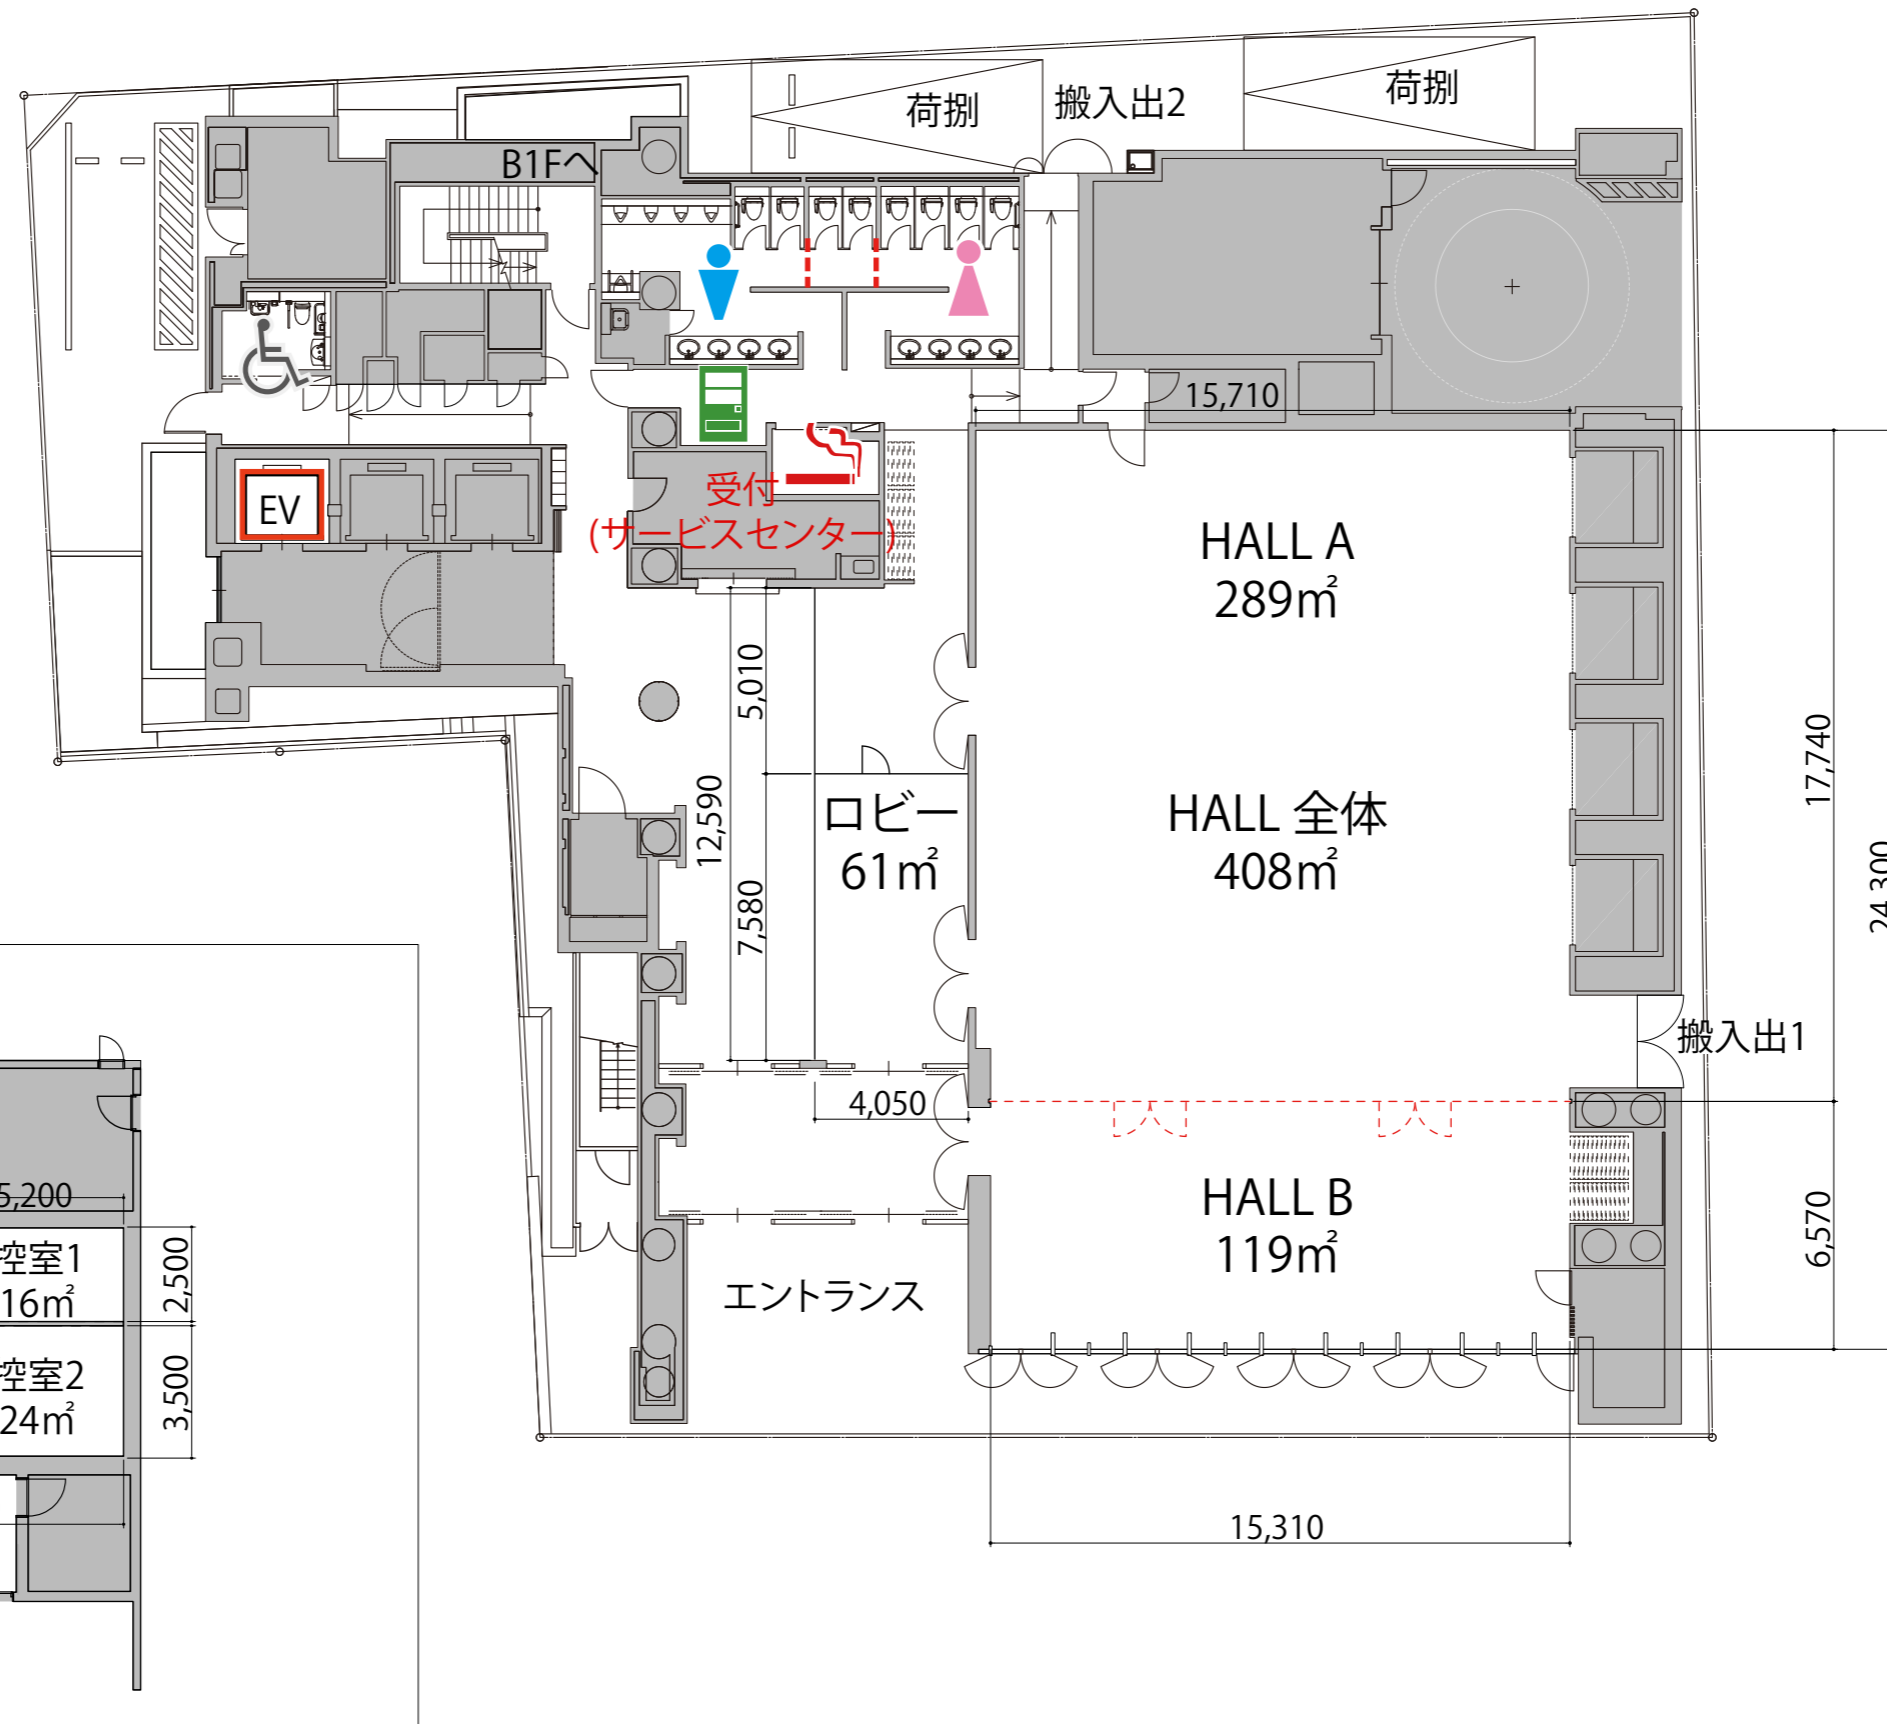 荷捌
荷捌
搬入出2
B1Fへ
15,710
EV
受付
(サービスセンター)
HALL A
289㎡
5,010
12,590
7,580
ロビー
61㎡
HALL 全体
408㎡
17,740
24,300
搬入出1
4,050
HALL B
119㎡
6,570
エントランス
15,310
5,200
控室1
16㎡
2,500
控室2
24㎡
3,500